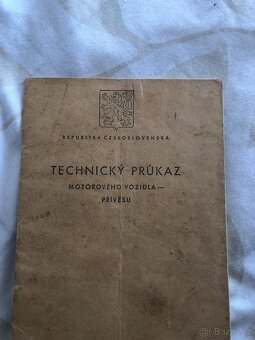 REPUBLIKA ČESKOSLOVENSKÁ
TECHNICKÝ PRŮKAZ
MOTOROVÉHO VOZIDLA —
PŘÍVĚSU